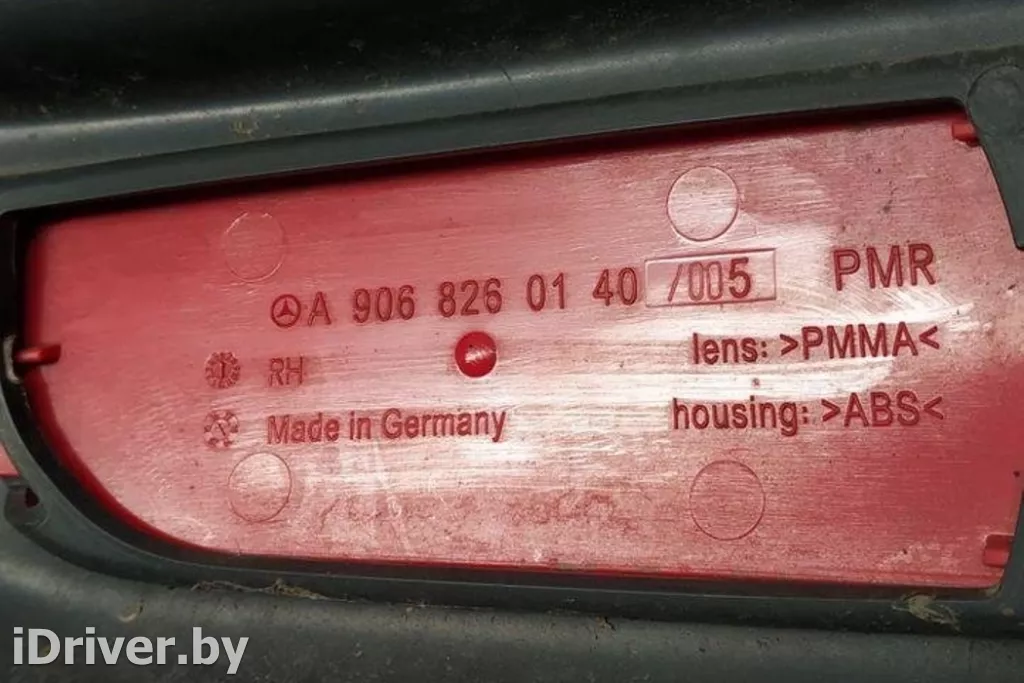 A 906 826 01 40 /005 PMR
RH
lens: >PMMA<
Made in Germany
housing: >ABS<
iDriver.by